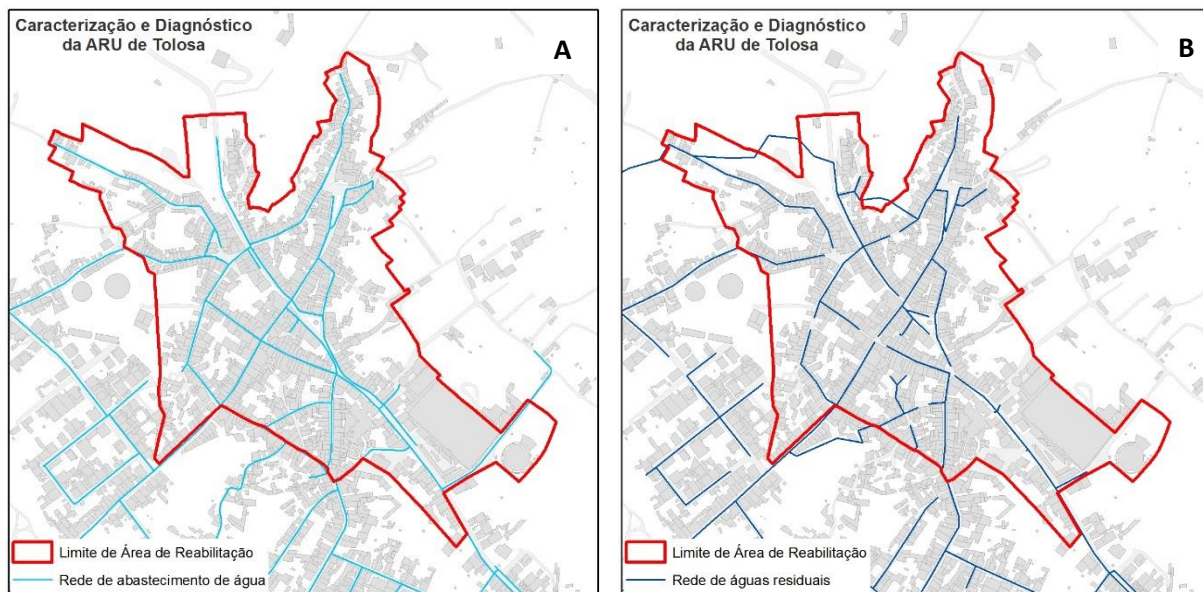 Caracterização e Diagnóstico
da ARU de Tolosa
A
Limite de Área de Reabilitação
Rede de abastecimento de água
Caracterização e Diagnóstico
da ARU de Tolosa
B
Limite de Área de Reabilitação
Rede de águas residuais